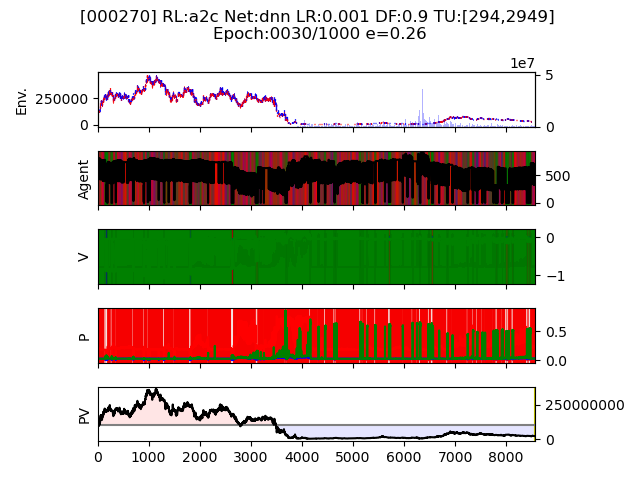 [000270] RL:a2c Net:dnn LR:0.001 DF:0.9 TU:[294,2949]
Epoch:0030/1000 e=0.26
1e7
Env.
250000
0
5
0
Agent
500
0
V
0
−1
P
0.5
0.0
PV
250000000
0
0 1000 2000 3000 4000 5000 6000 7000 8000